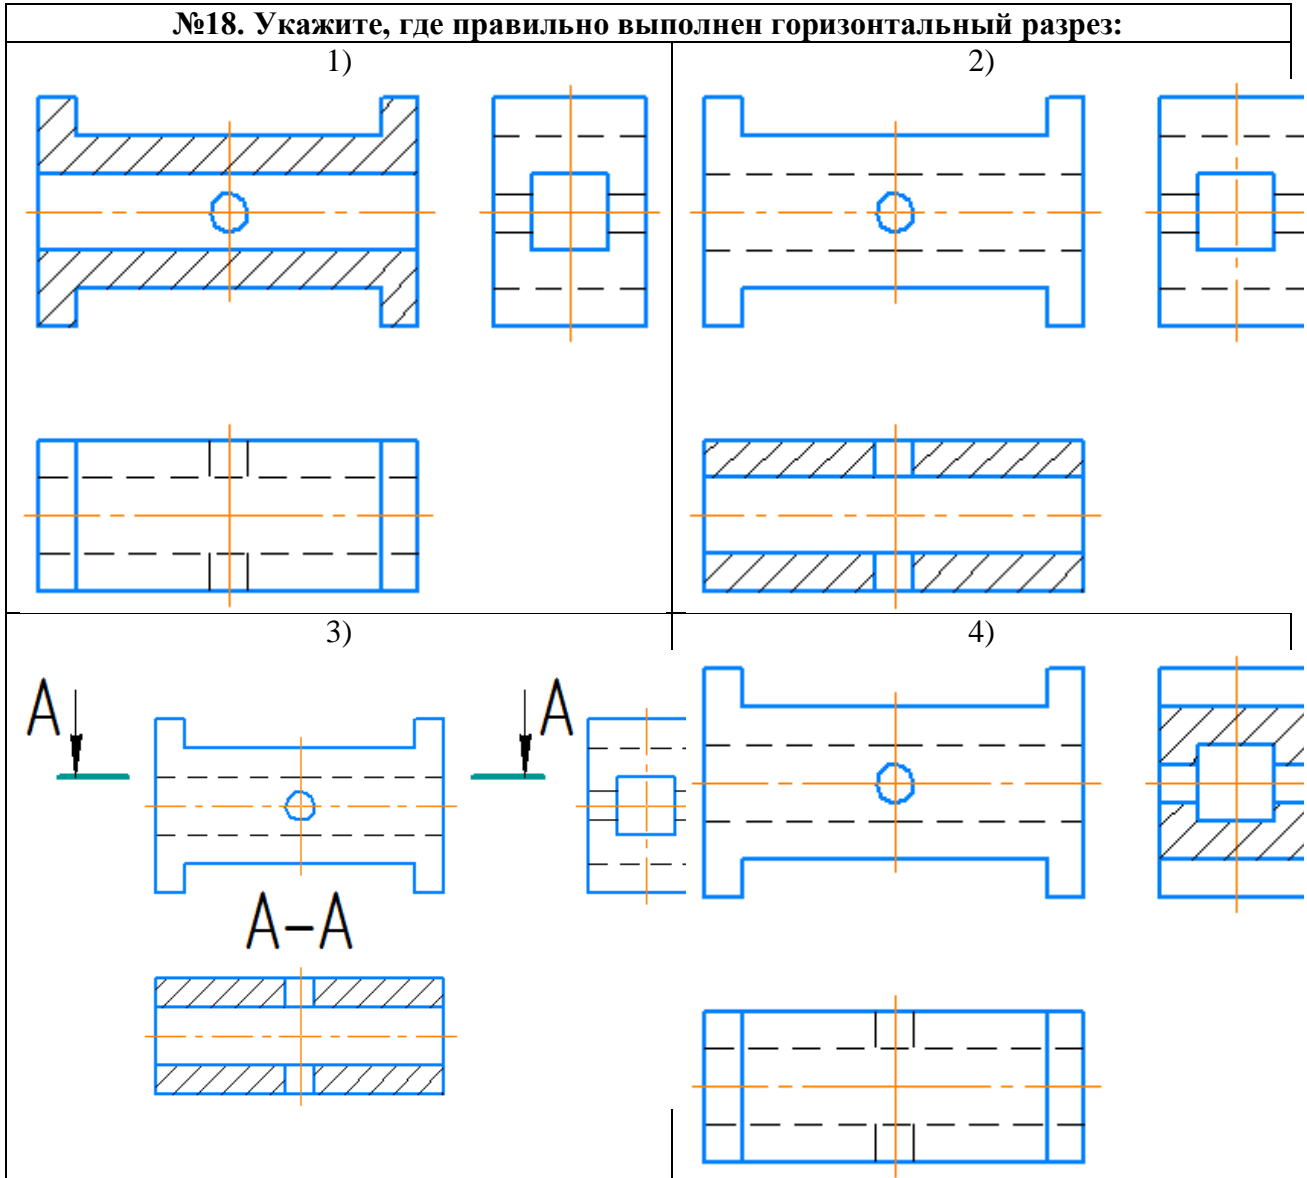 №18. Укажите, где правильно выполнен горизонтальный разрез:
1)
2)
3)
4)
А
А
А–А